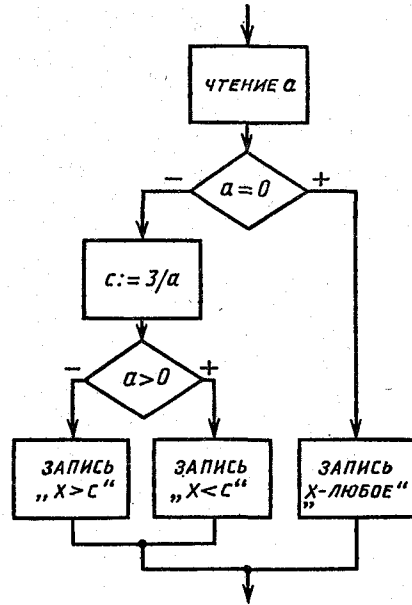 ЧТЕНИЕ a
a = 0
−
+
c := 3/a
a > 0
−
+
ЗАПИСЬ
„X > C“
ЗАПИСЬ
„X < C“
ЗАПИСЬ
„X-ЛЮБОЕ“